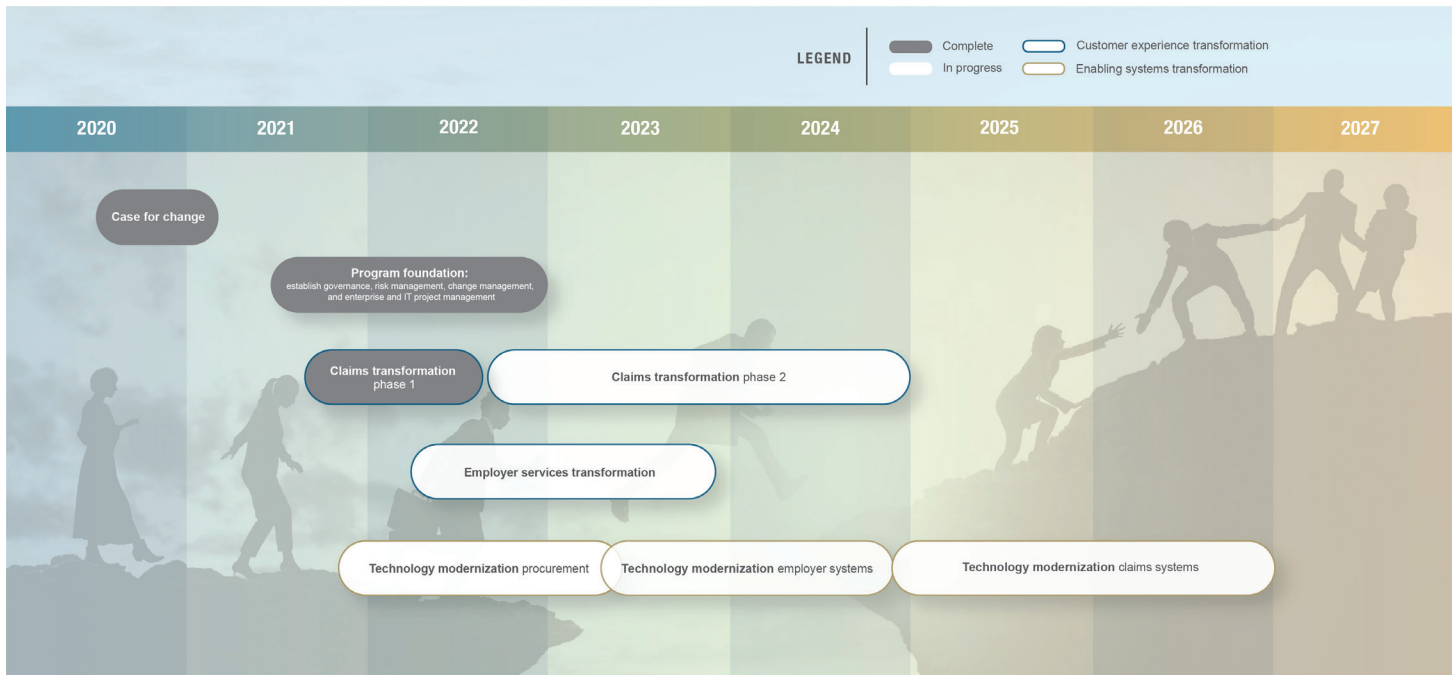 LEGEND
Complete
Customer experience transformation
In progress
Enabling systems transformation
2020 2021 2022 2023 2024 2025 2026 2027
Case for change
Program foundation:
establish governance, risk management, change management,
and enterprise and IT project management
Claims transformation
phase 1
Claims transformation phase 2
Employer services transformation
Technology modernization procurement
Technology modernization employer systems
Technology modernization claims systems